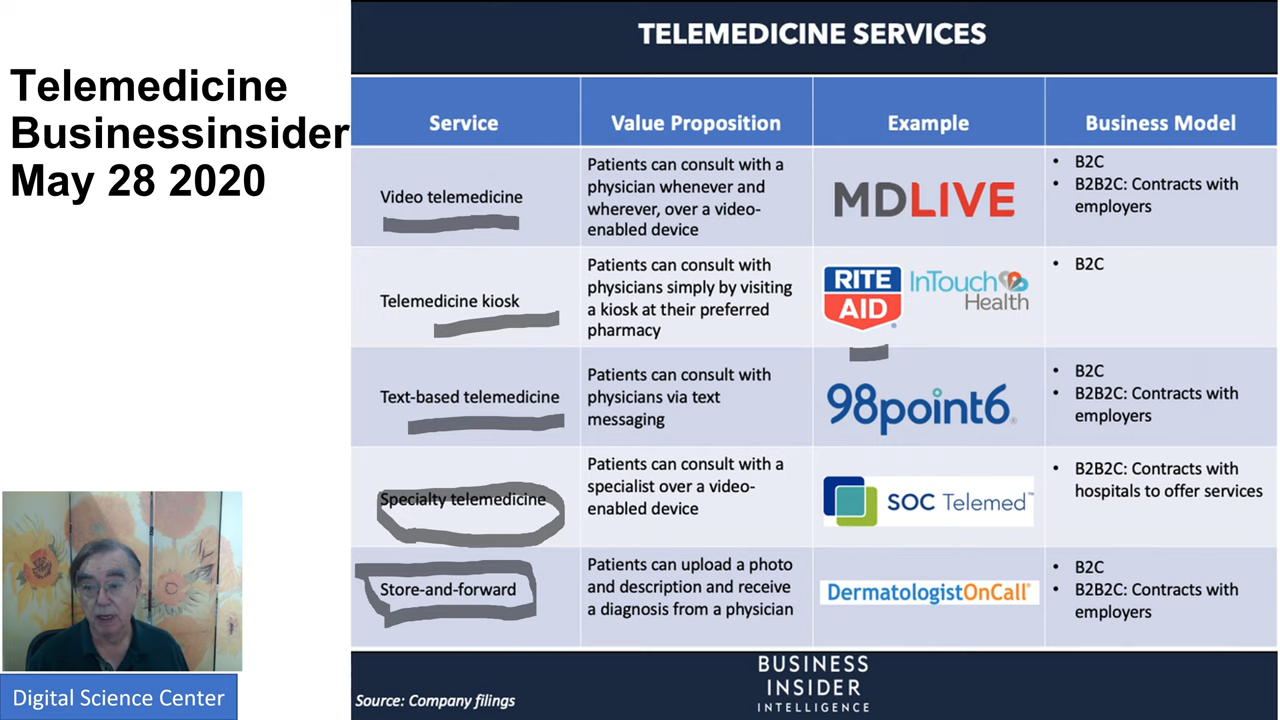 Telemedicine
Businessinsider
May 28 2020
TELEMEDICINE SERVICES
Service
Value Proposition
Example
Business Model
Video telemedicine
Patients can consult with a
physician whenever and
wherever, over a video-
enabled device
MDLIVE
• B2C
• B2B2C: Contracts with
employers
Telemedicine kiosk
Patients can consult with
physicians simply by visiting
a kiosk at their preferred
pharmacy
RITE
AID
InTouch
Health
• B2C
Text-based telemedicine
Patients can consult with
physicians via text
messaging
98point6
• B2C
• B2B2C: Contracts with
employers
Specialty telemedicine
Patients can consult with a
specialist over a video-
enabled device
SOC Telemed™
• B2B2C: Contracts with
hospitals to offer services
Store-and-forward
Patients can upload a photo
and description and receive
a diagnosis from a physician
DermatologistOnCall®
• B2C
• B2B2C: Contracts with
employers
Source: Company filings
BUSINESS
INSIDER
INTELLIGENCE
Digital Science Center